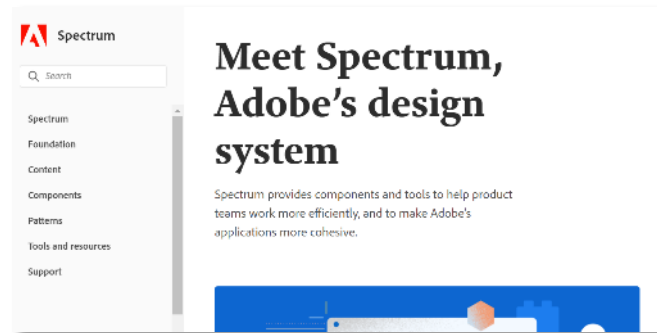 Spectrum
Search
Spectrum
Foundation
Content
Components
Patterns
Tools and resources
Support
Meet Spectrum,
Adobe's design
system
Spectrum provides components and tools to help product
teams work more efficiently, and to make Adobe's
applications more cohesive.